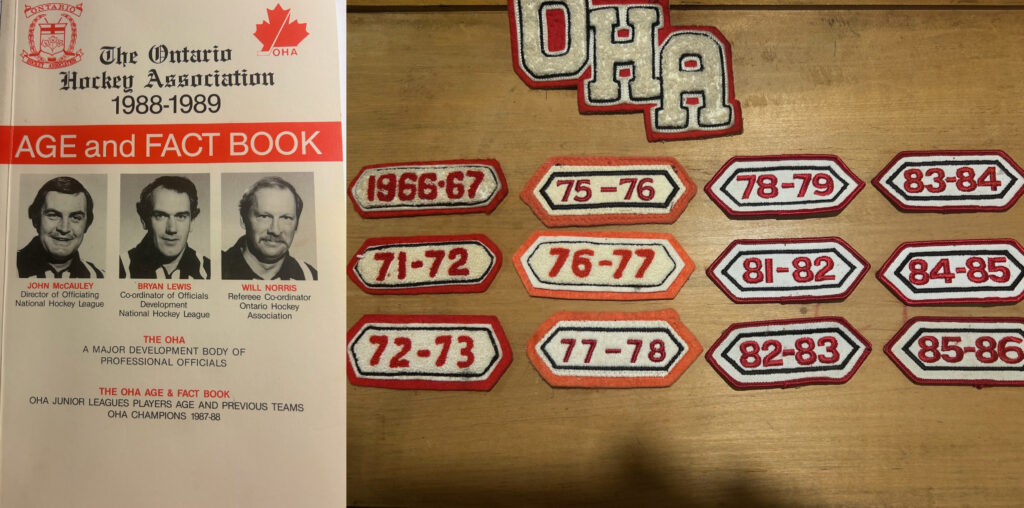 ONTARIO
HOCKEY ASSOCIATION
OHA
The Ontario
Hockey Association
1988-1989
AGE and FACT BOOK
JOHN McCAULEY
Director of Officiating
National Hockey League
BRYAN LEWIS
Co-ordinator of Officials
Development
National Hockey League
WILL NORRIS
Refereee Co-ordinator
Ontario Hockey
Association
THE OHA
A MAJOR DEVELOPMENT BODY OF
PROFESSIONAL OFFICIALS
THE OHA AGE & FACT BOOK
OHA JUNIOR LEAGUES PLAYERS AGE AND PREVIOUS TEAMS
OHA CHAMPIONS 1987-88
OHA
1966-67
75-76
78-79
83-84
71-72
76-77
81-82
84-85
72-73
77-78
82-83
85-86